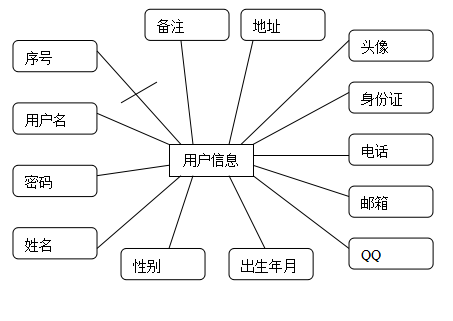 备注
地址
头像
序号
身份证
用户名
电话
用户信息
密码
邮箱
姓名
QQ
性别
出生年月